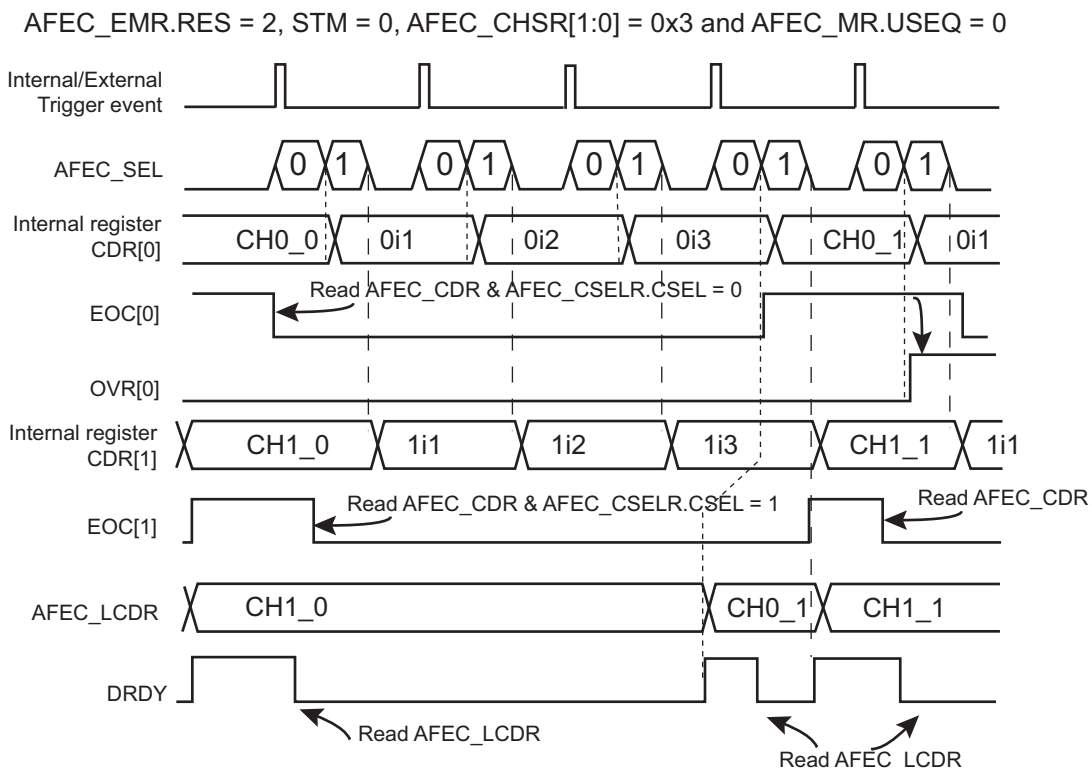 AFEC_EMR.RES = 2, STM = 0, AFEC_CHSR[1:0] = 0x3 and AFEC_MR.USEQ = 0
Internal/External
Trigger event
AFEC_SEL
0 1 0 1 0 1 0 1 0 1
Internal register
CDR[0]
CH0_0 0i1 0i2 0i3 CH0_1 0i1
Read AFEC_CDR & AFEC_CSELR.CSEL = 0
EOC[0]
OVR[0]
Internal register
CDR[1]
CH1_0 1i1 1i2 1i3 CH1_1 1i1
Read AFEC_CDR & AFEC_CSELR.CSEL = 1
Read AFEC_CDR
EOC[1]
AFEC_LCDR
CH1_0 CH0_1 CH1_1
DRDY
Read AFEC_LCDR
Read AFEC_LCDR